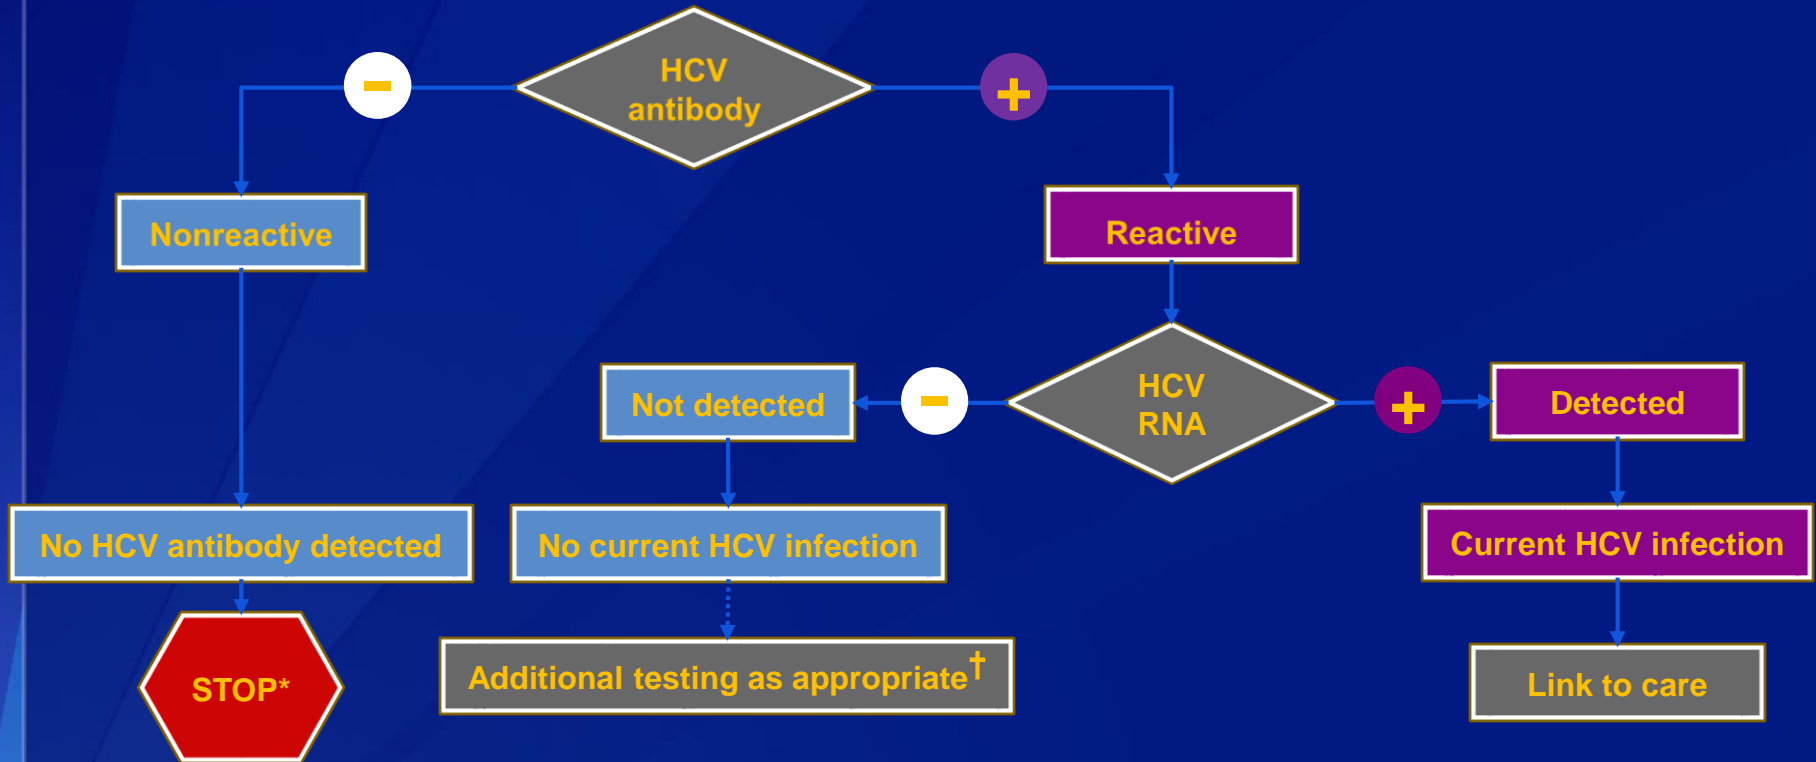 HCV
antibody
-
+
Nonreactive
Reactive
HCV
RNA
Not detected
-
+
Detected
No HCV antibody detected
No current HCV infection
Current HCV infection
STOP*
Additional testing as appropriate†
Link to care